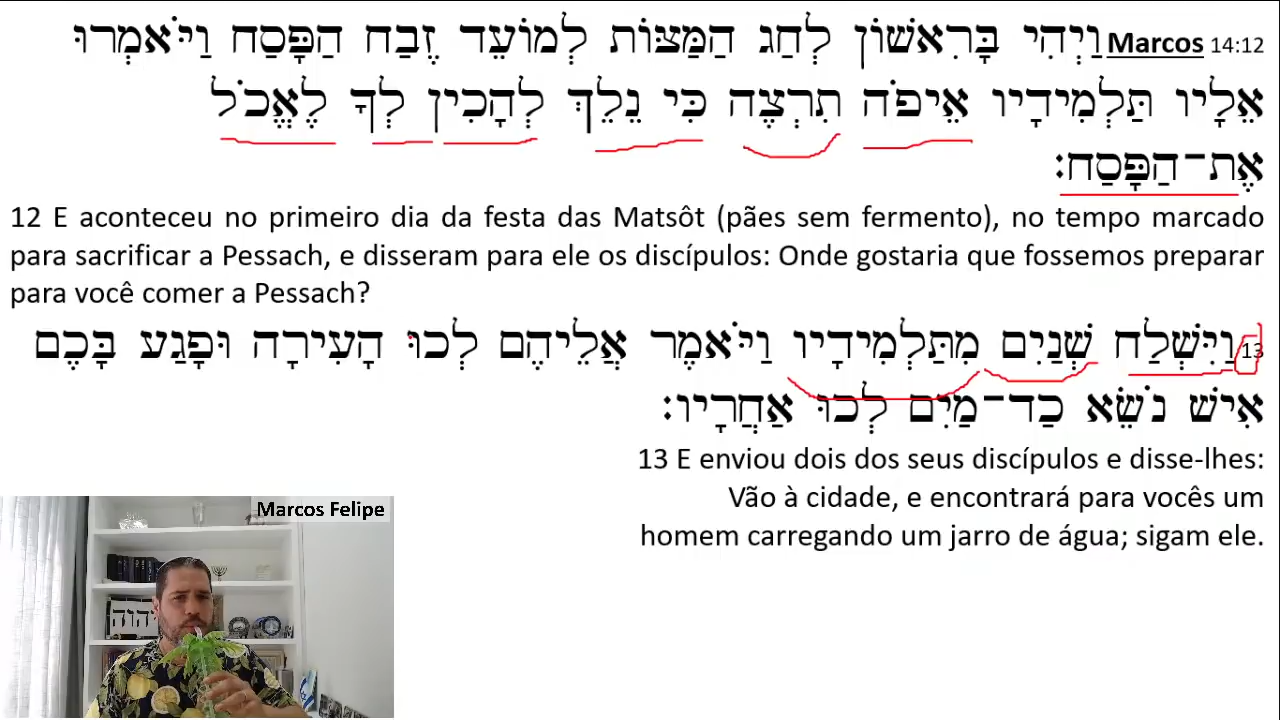 Marcos 14:12 וַיְהִי בָּרִאשׁוֹן לְחַג הַמַּצּוֹת לְמוֹעֵד זֶבַח הַפָּסַח וַיֹּאמְרוּ
אֵלָיו תַּלְמִידָיו אֵיפֹה תִרְצֶה כִּי נֵלֵךְ לְהָכִין לְךָ לֶאֱכֹל
אֶת־הַפָּסַח׃
12 E aconteceu no primeiro dia da festa das Matsôt (pães sem fermento), no tempo marcado
para sacrificar a Pessach, e disseram para ele os discípulos: Onde gostaria que fossemos preparar
para você comer a Pessach?
13 וַיִּשְׁלַח שְׁנַיִם מִתַּלְמִידָיו וַיֹּאמֶר אֲלֵיהֶם לְכוּ הָעִירָה וּפָגַע בָּכֶם
אִישׁ נֹשֵׂא כַד־מַיִם לְכוּ אַחֲרָיו׃
13 E enviou dois dos seus discípulos e disse-lhes:
Vão à cidade, e encontrará para vocês um
homem carregando um jarro de água; sigam ele.
Marcos Felipe
יהוה